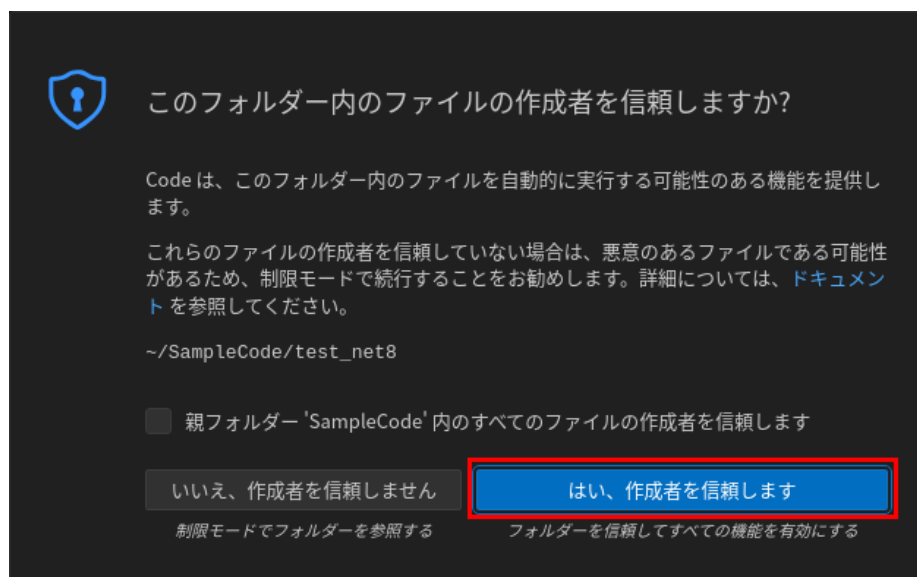 このフォルダー内のファイルの作成者を信頼しますか?
Code は、このフォルダー内のファイルを自動的に実行する可能性のある機能を提供し
ます。
これらのファイルの作成者を信頼していない場合は、悪意のあるファイルである可能性
があるため、制限モードで続行することをお勧めします。詳細については、ドキュメン
ト を参照してください。
~/SampleCode/test_net8
親フォルダー 'SampleCode' 内のすべてのファイルの作成者を信頼します
いいえ、作成者を信頼しません
はい、作成者を信頼します
制限モードでフォルダーを参照する
フォルダーを信頼してすべての機能を有効にする